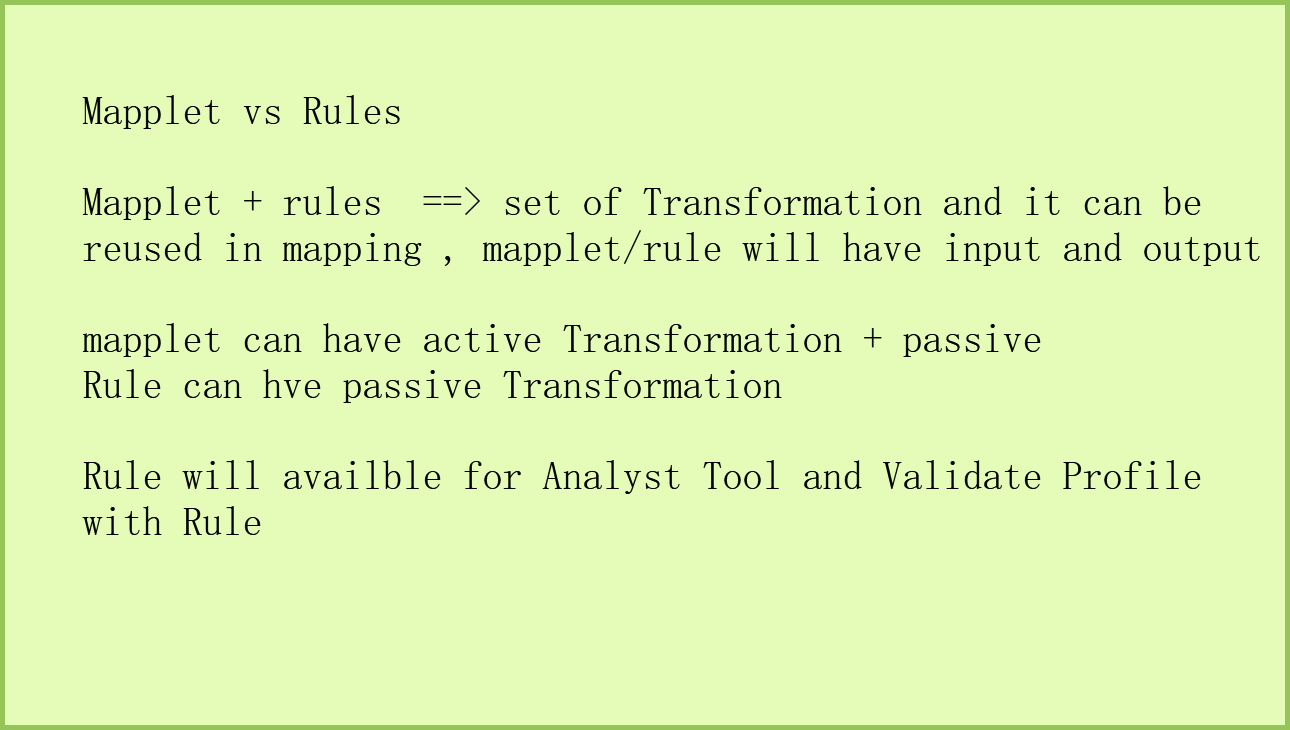 Mapplet vs Rules
Mapplet + rules  ==> set of Transformation and it can be
reused in mapping , mapplet/rule will have input and output
mapplet can have active Transformation + passive
Rule can hve passive Transformation
Rule will availble for Analyst Tool and Validate Profile
with Rule